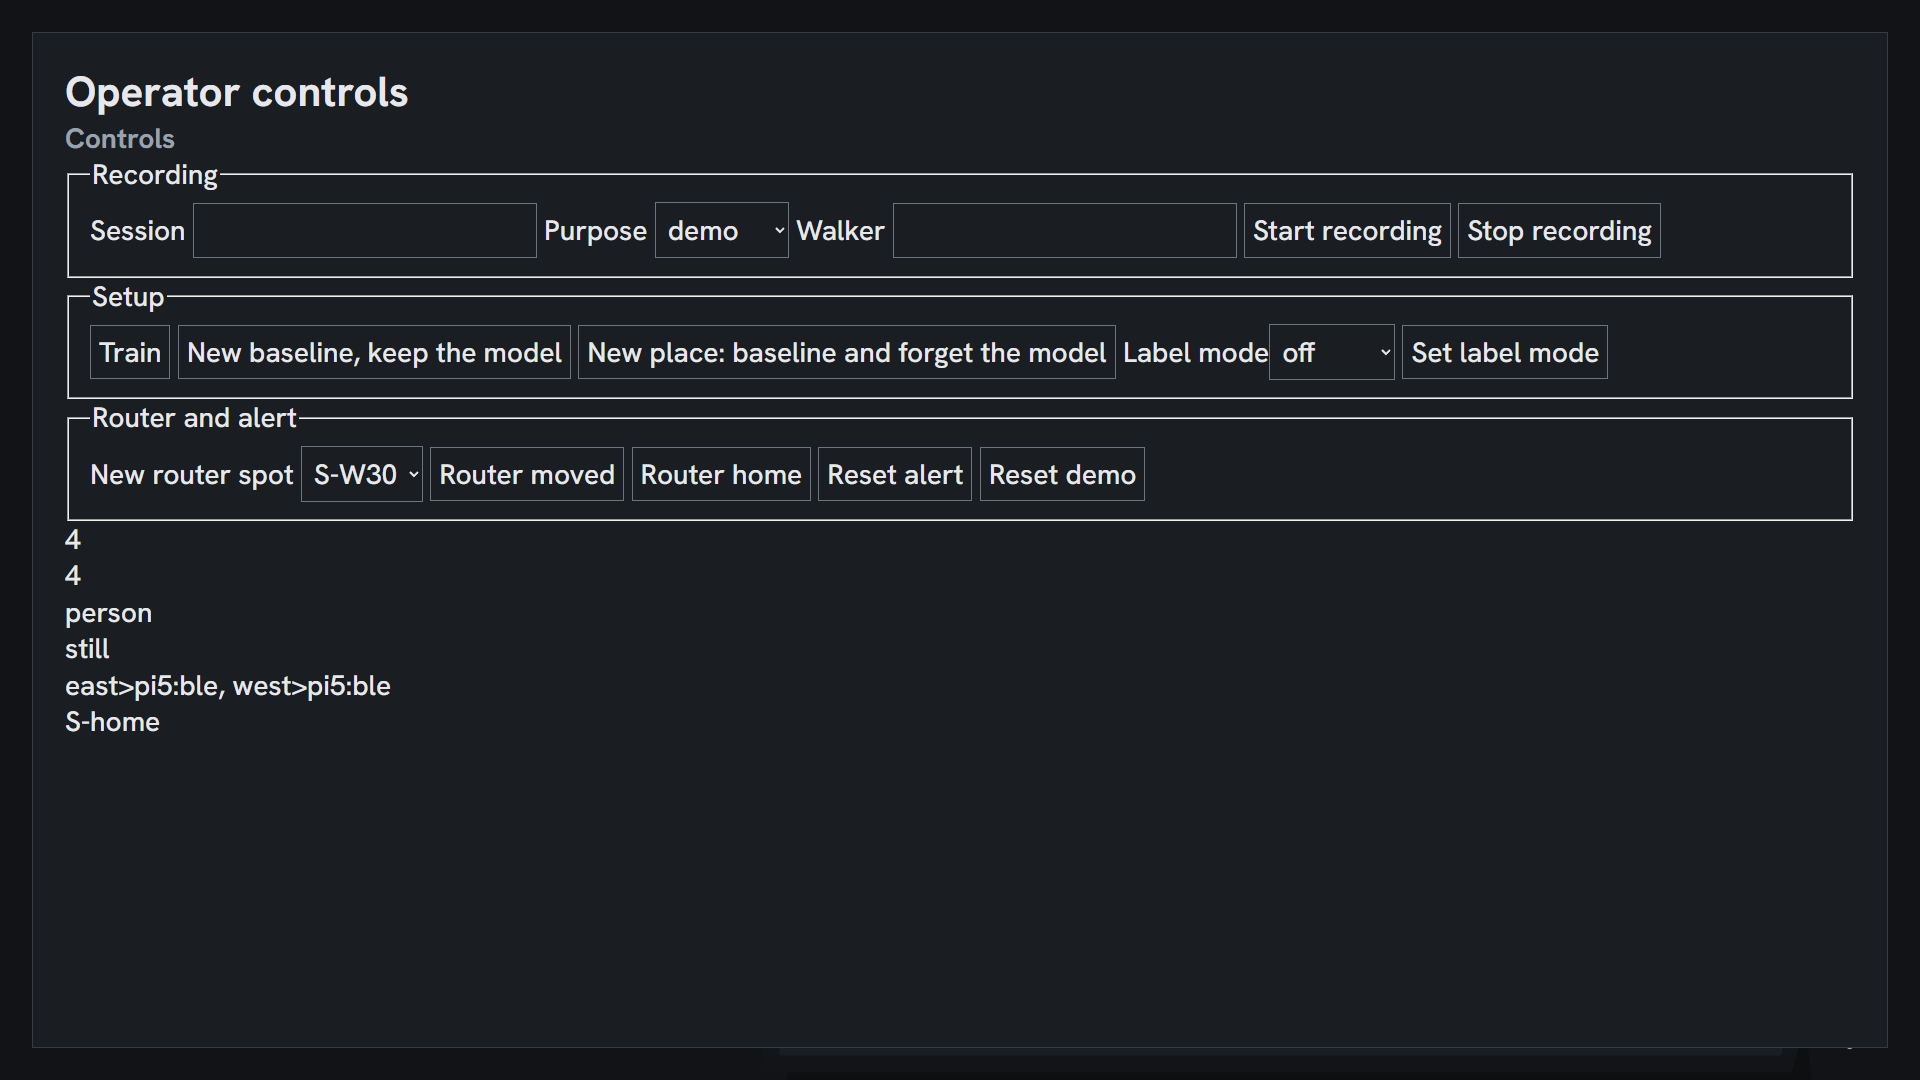 Operator controls
Controls
Recording
Session Purpose demo Walker Start recording Stop recording
Setup
Train New baseline, keep the model New place: baseline and forget the model Label mode off Set label mode
Router and alert
New router spot S-W30 Router moved Router home Reset alert Reset demo
4
4
person
still
east>pi5:ble, west>pi5:ble
S-home